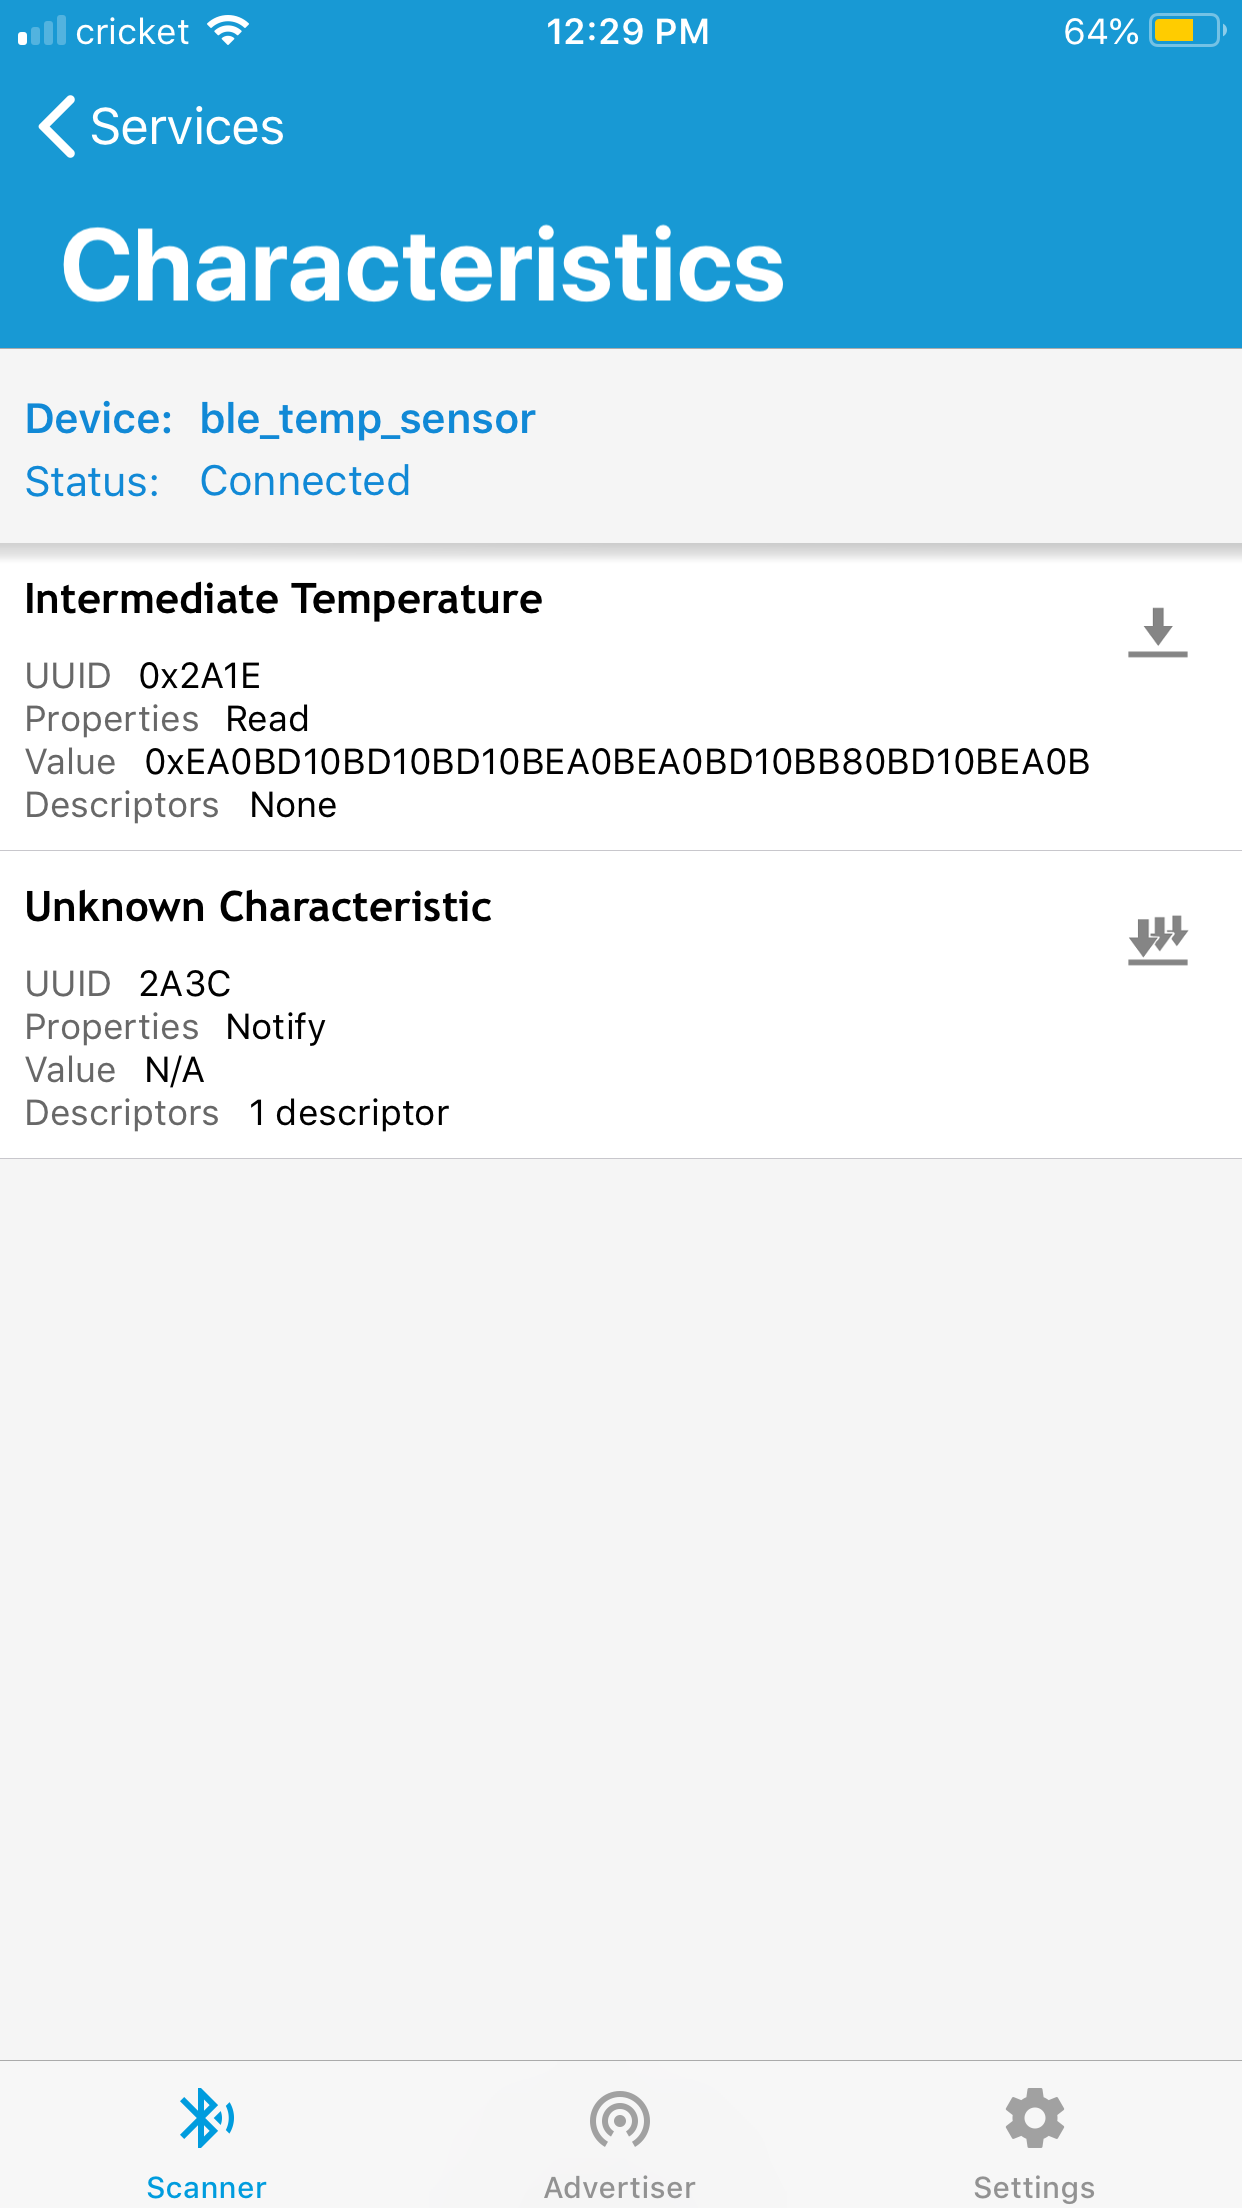 cricket 12:29 PM 64%
Services
Characteristics
Device: ble_temp_sensor
Status: Connected
Intermediate Temperature
UUID 0x2A1E
Properties Read
Value 0xEA0BD10BD10BD10BEA0BEA0BD10BB80BD10BEA0B
Descriptors None
Unknown Characteristic
UUID 2A3C
Properties Notify
Value N/A
Descriptors 1 descriptor
Scanner Advertiser Settings